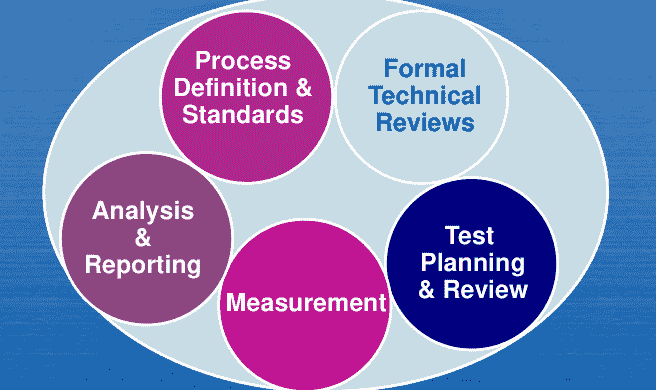 Process
Definition &
Standards
Formal
Technical
Reviews
Analysis
&
Reporting
Test
Planning
& Review
Measurement